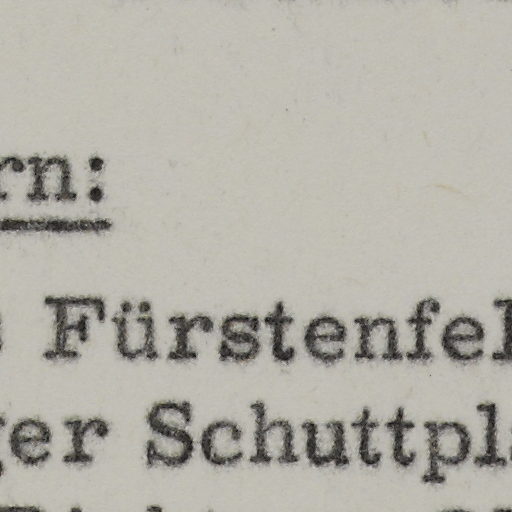 rn:
Fürstenfel
ger Schuttpl